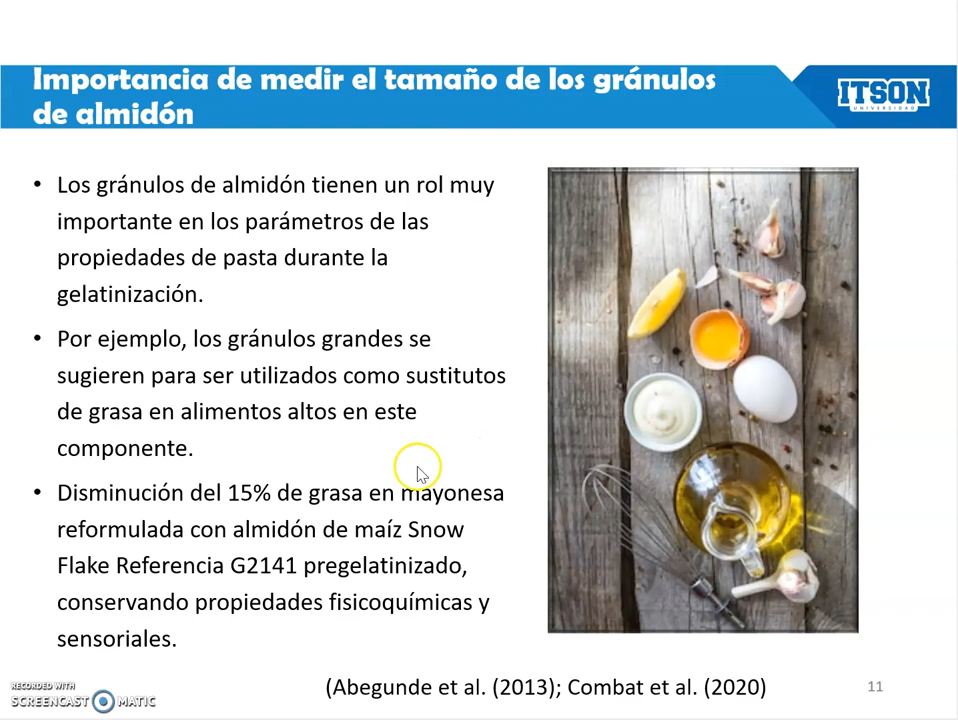 Importancia de medir el tamaño de los gránulos
de almidón
ITSON
UNIVERSIDAD
• Los gránulos de almidón tienen un rol muy
importante en los parámetros de las
propiedades de pasta durante la
gelatinización.
• Por ejemplo, los gránulos grandes se
sugieren para ser utilizados como sustitutos
de grasa en alimentos altos en este
componente.
• Disminución del 15% de grasa en mayonesa
reformulada con almidón de maíz Snow
Flake Referencia G2141 pregelatinizado,
conservando propiedades fisicoquímicas y
sensoriales.
(Abegunde et al. (2013); Combat et al. (2020)
11
RECORDED WITH
SCREENCAST MATIC